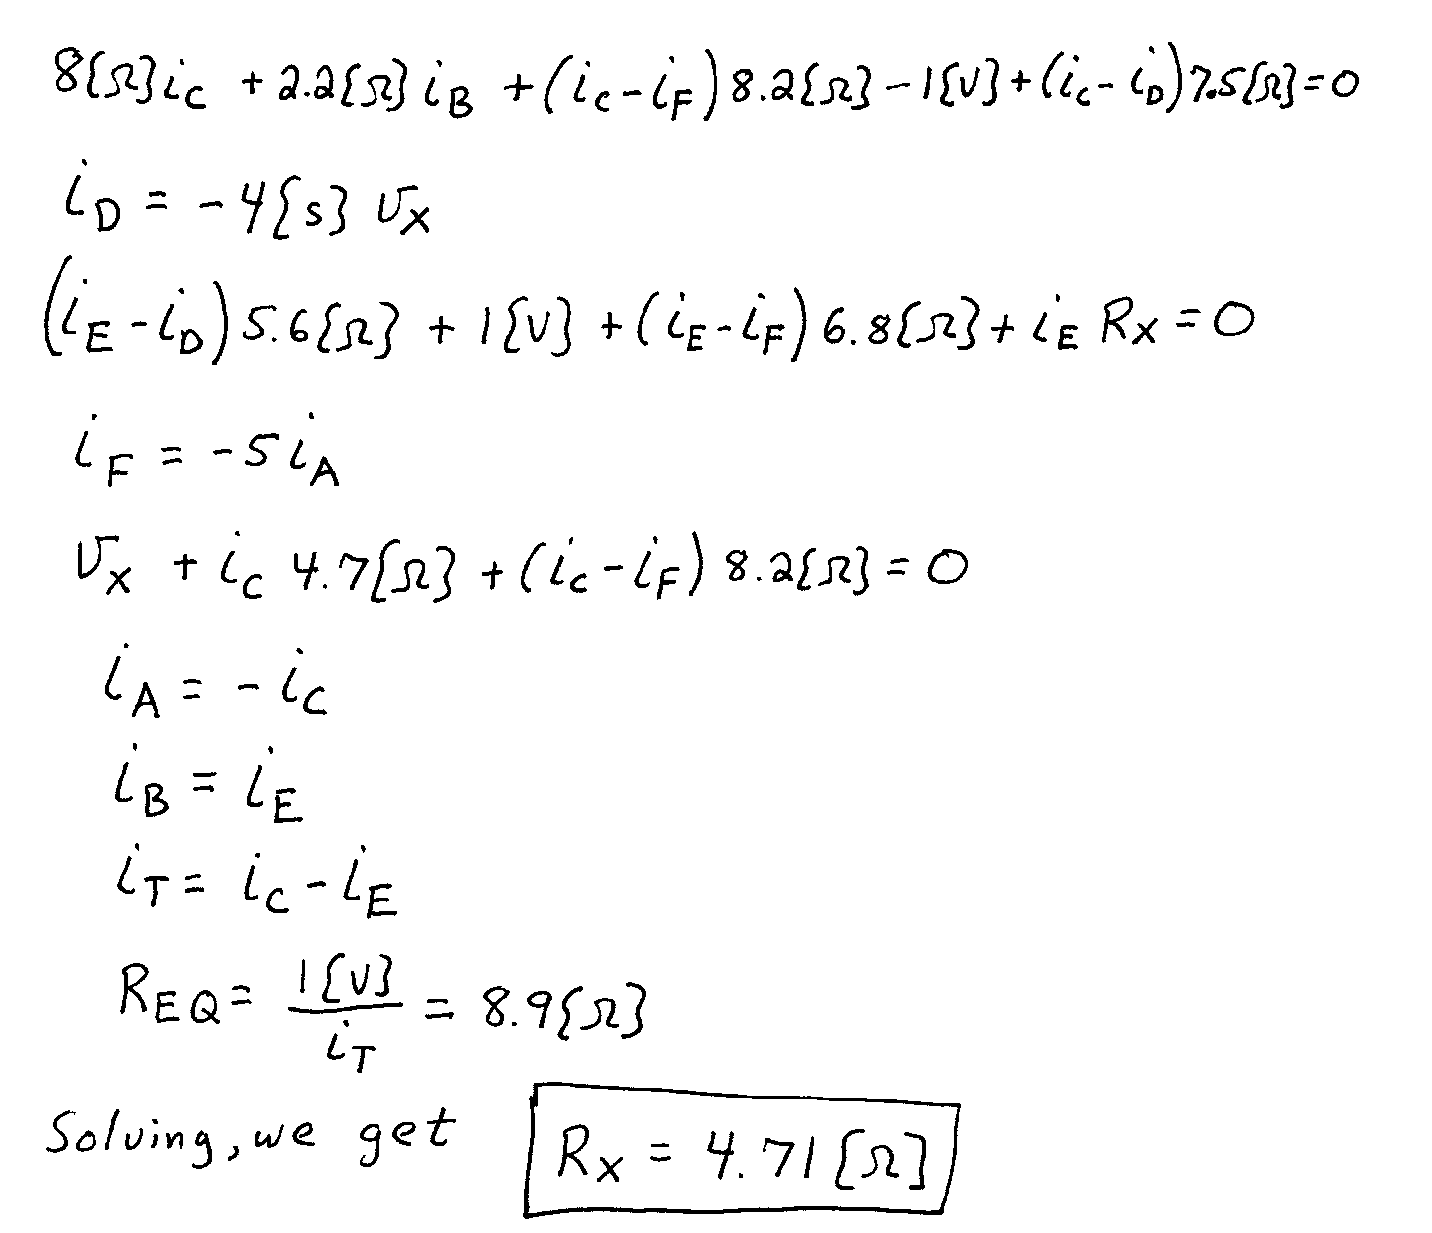 8{Ω}i_C + 2.2{Ω} i_B + (i_C - i_F) 8.2{Ω} - 1{V} + (i_C - i_D) 7.5{Ω} = 0
i_D = -4{S} v_X
(i_E - i_D) 5.6{Ω} + 1{V} + (i_E - i_F) 6.8{Ω} + i_E R_X = 0
i_F = -5 i_A
v_X + i_C 4.7{Ω} + (i_C - i_F) 8.2{Ω} = 0
i_A = - i_C
i_B = i_E
i_T = i_C - i_E
R_EQ = 1{V} / i_T = 8.9{Ω}
Solving, we get R_X = 4.71 [Ω]